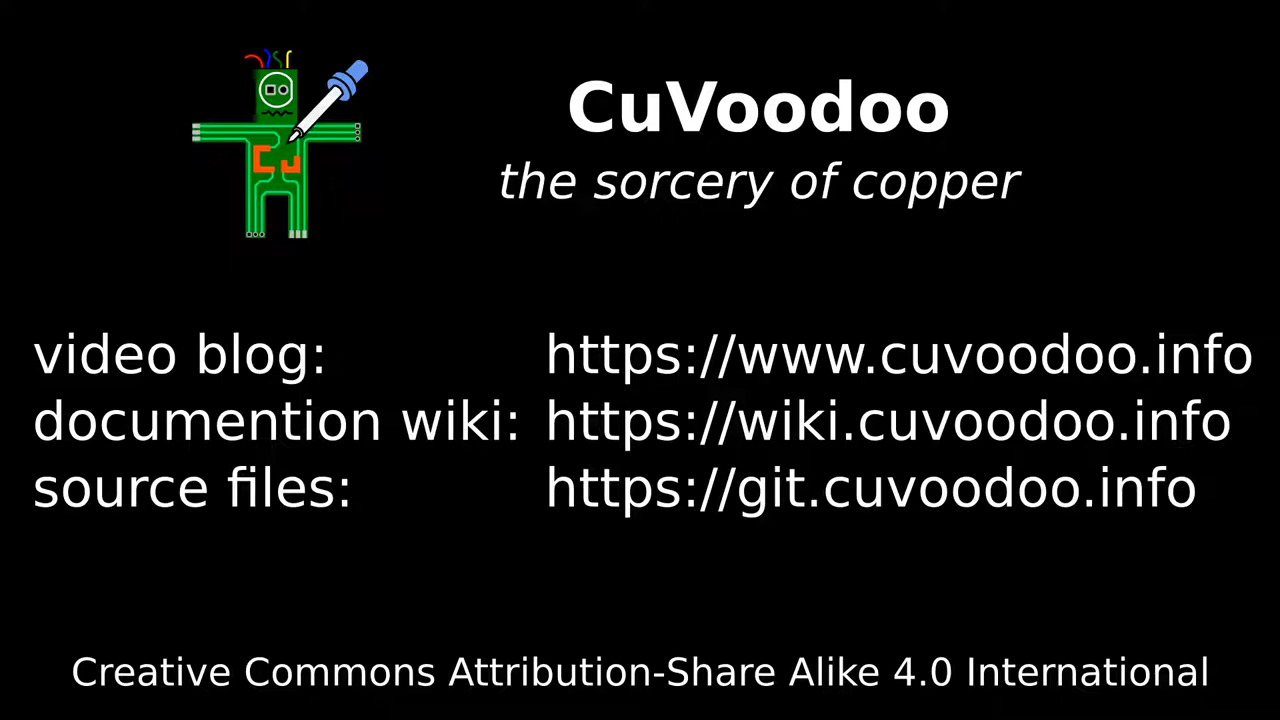 CuVoodoo
the sorcery of copper
Cu
video blog: https://www.cuvoodoo.info
documention wiki: https://wiki.cuvoodoo.info
source files: https://git.cuvoodoo.info
Creative Commons Attribution-Share Alike 4.0 International